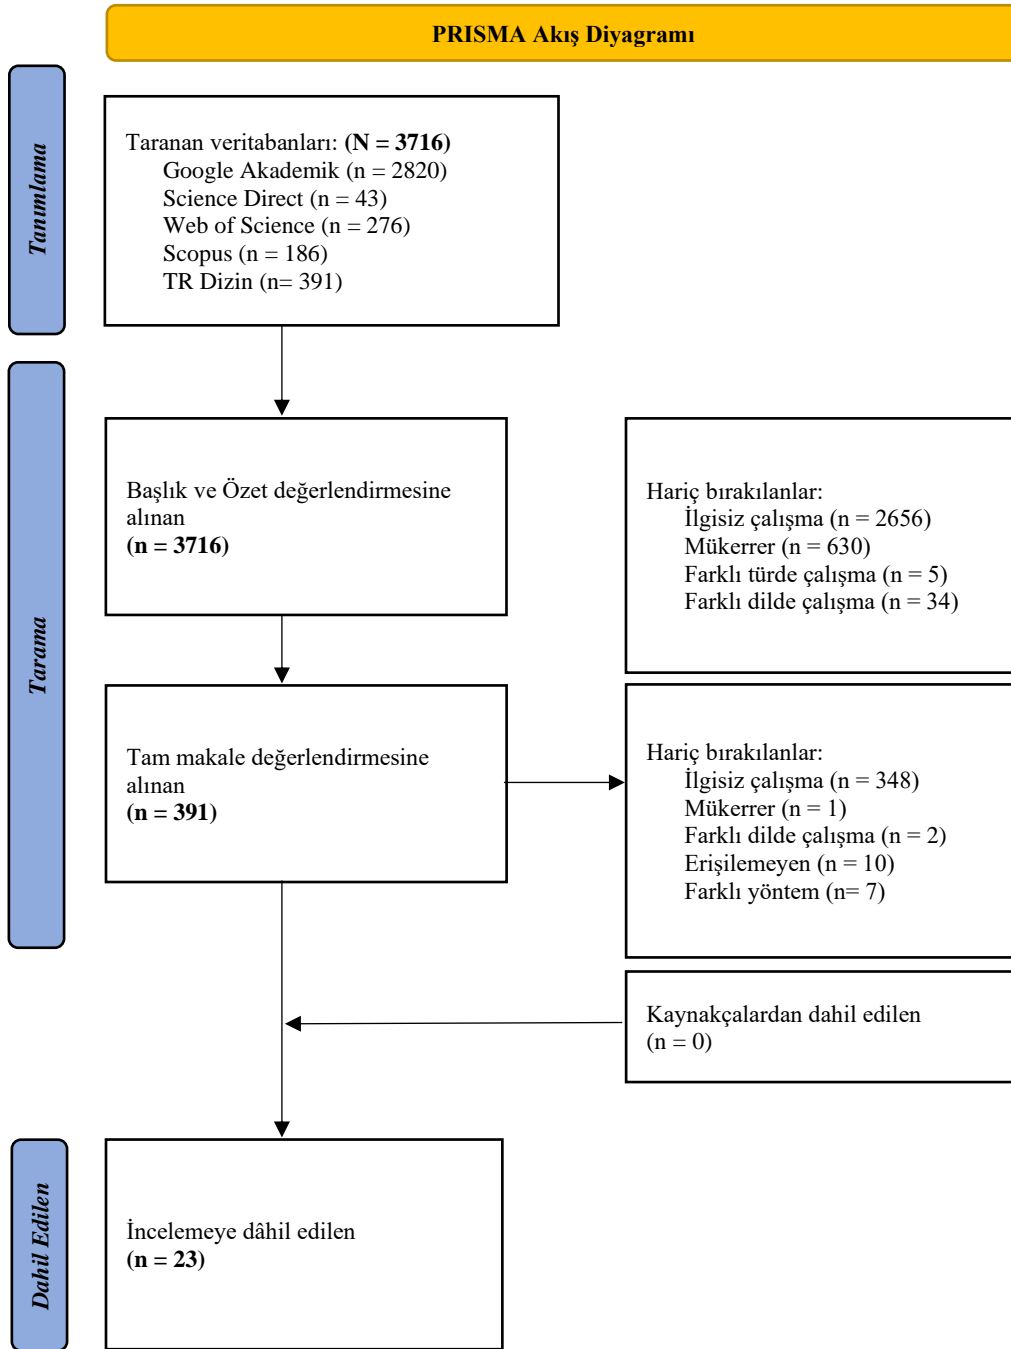 PRISMA Akış Diyagramı
Tanımlama
Taranan veritabanları: (N = 3716)
Google Akademik (n = 2820)
Science Direct (n = 43)
Web of Science (n = 276)
Scopus (n = 186)
TR Dizin (n= 391)
Tarama
Başlık ve Özet değerlendirmesine
alınan
(n = 3716)
Hariç bırakılanlar:
İlgisiz çalışma (n = 2656)
Mükerrer (n = 630)
Farklı türde çalışma (n = 5)
Farklı dilde çalışma (n = 34)
Tam makale değerlendirmesine
alınan
(n = 391)
Hariç bırakılanlar:
İlgisiz çalışma (n = 348)
Mükerrer (n = 1)
Farklı dilde çalışma (n = 2)
Erişilemeyen (n = 10)
Farklı yöntem (n= 7)
Kaynakçalardan dahil edilen
(n = 0)
Dahil Edilen
İncelemeye dâhil edilen
(n = 23)